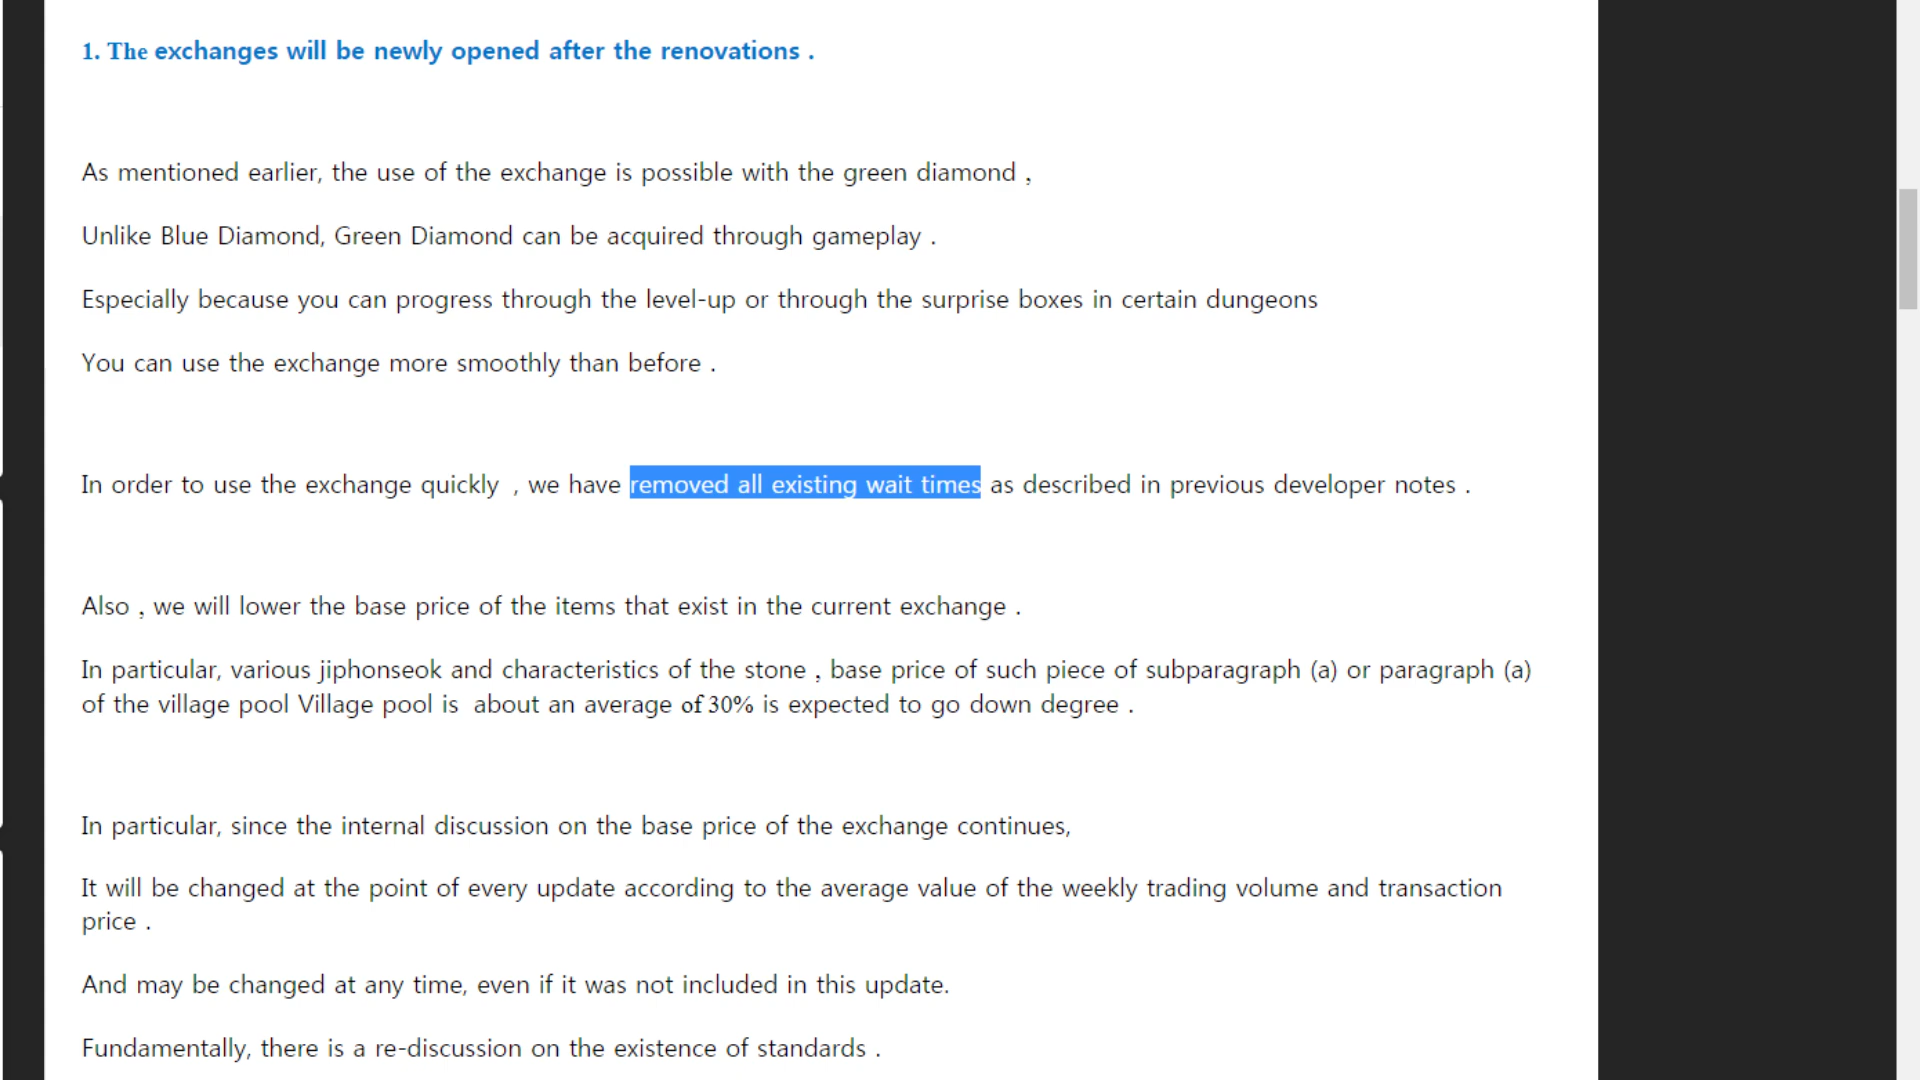 1. The exchanges will be newly opened after the renovations .
As mentioned earlier, the use of the exchange is possible with the green diamond ,
Unlike Blue Diamond, Green Diamond can be acquired through gameplay .
Especially because you can progress through the level-up or through the surprise boxes in certain dungeons
You can use the exchange more smoothly than before .
In order to use the exchange quickly , we have removed all existing wait times as described in previous developer notes .
Also , we will lower the base price of the items that exist in the current exchange .
In particular, various jiphonseok and characteristics of the stone , base price of such piece of subparagraph (a) or paragraph (a)
of the village pool Village pool is about an average of 30% is expected to go down degree .
In particular, since the internal discussion on the base price of the exchange continues,
It will be changed at the point of every update according to the average value of the weekly trading volume and transaction
price .
And may be changed at any time, even if it was not included in this update.
Fundamentally, there is a re-discussion on the existence of standards .